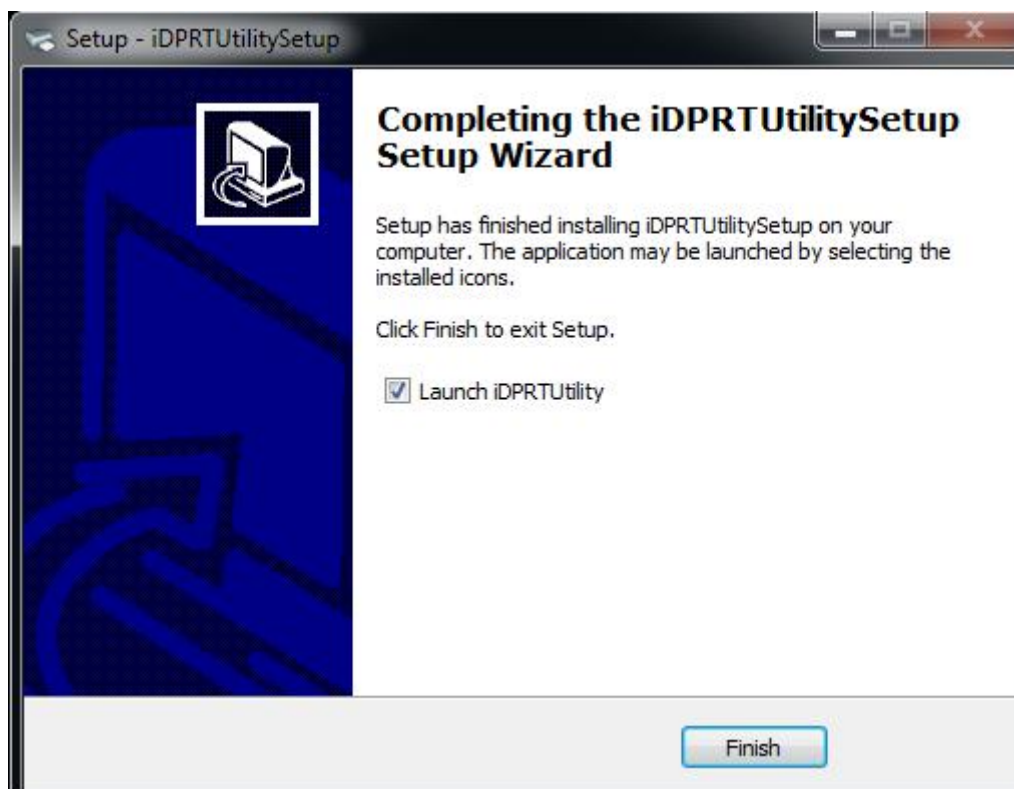 Setup - iDPRTUtilitySetup
Completing the iDPRTUtilitySetup
Setup Wizard
Setup has finished installing iDPRTUtilitySetup on your
computer. The application may be launched by selecting the
installed icons.
Click Finish to exit Setup.
Launch iDPRTUtility
Finish